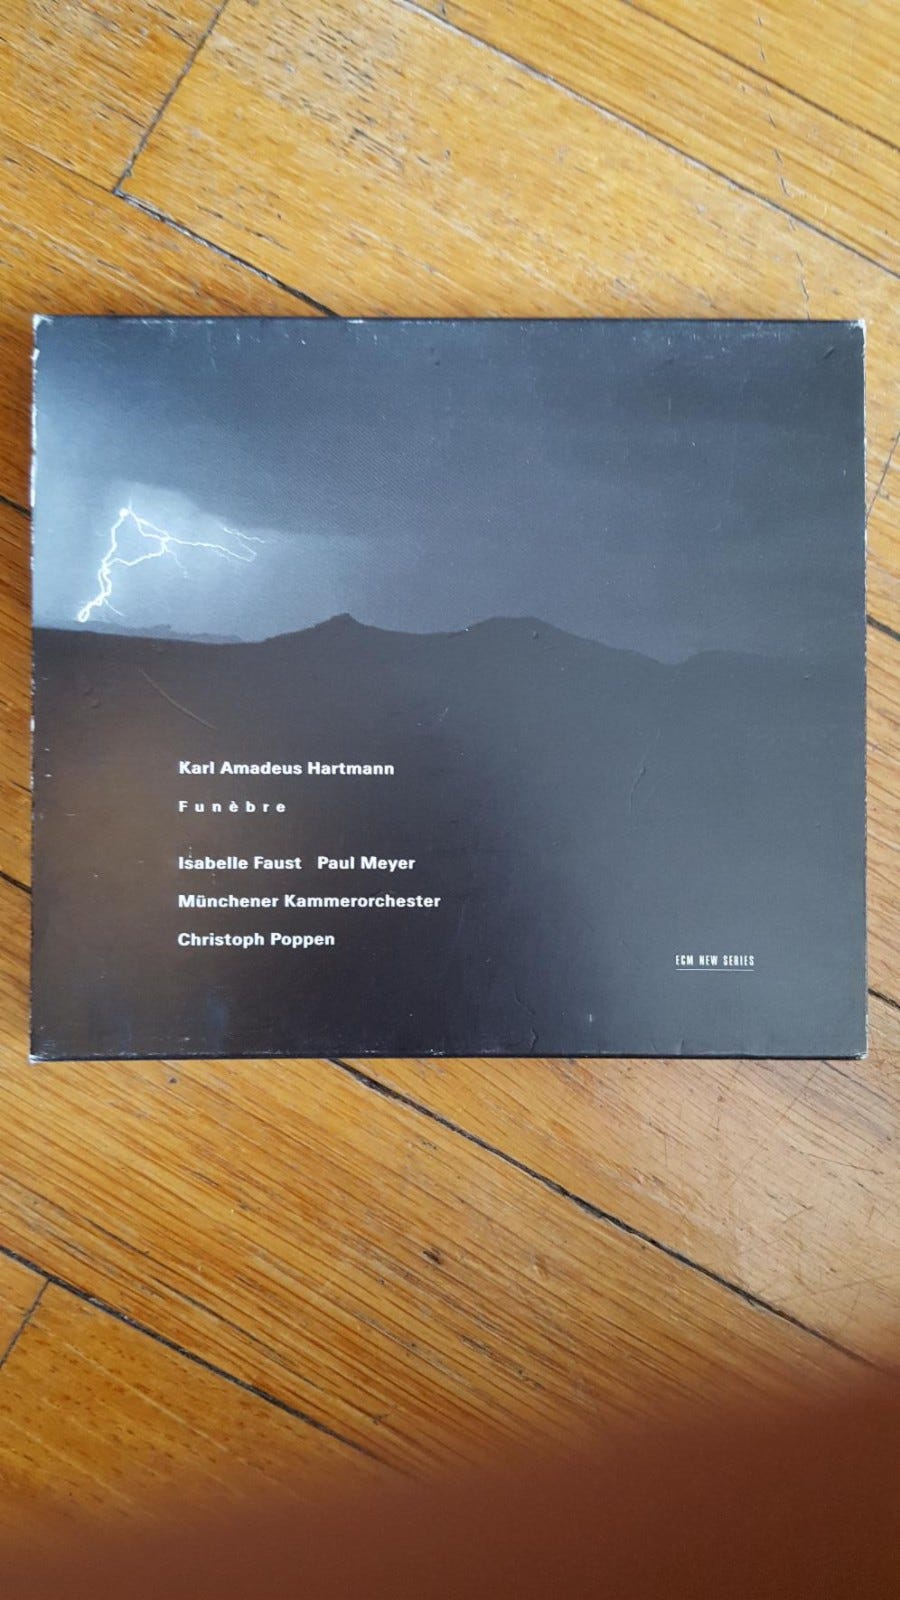 Karl Amadeus Hartmann
Funèbre
Isabelle Faust Paul Meyer
Münchener Kammerorchester
Christoph Poppen
ECM NEW SERIES